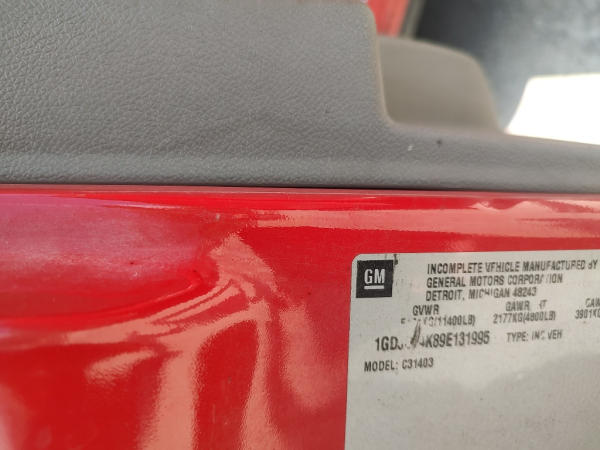 GM
INCOMPLETE VEHICLE MANUFACTURED BY
GENERAL MOTORS CORPORATION
DETROIT, MICHIGAN 48243
GVWR GAWR
(11400LB) 2177KG(4800LB)
TYPE: INC VEH
MODEL: C31403